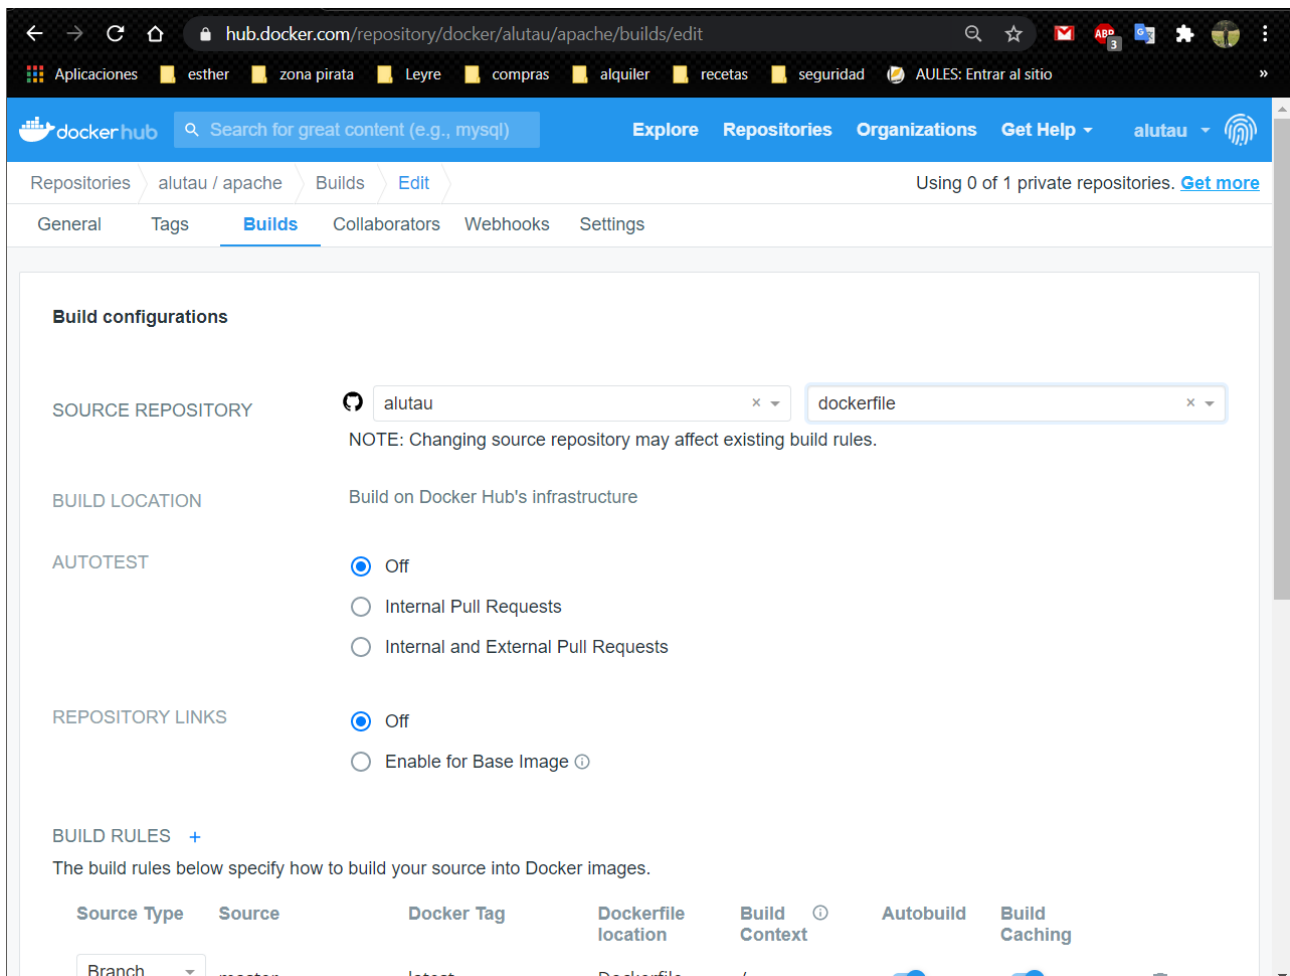 hub.docker.com/repository/docker/alutau/apache/builds/edit
ABP
3
Aplicaciones esther zona pirata Leyre compras alquiler recetas seguridad AULES: Entrar al sitio »
dockerhub Search for great content (e.g., mysql) Explore Repositories Organizations Get Help alutau
Repositories alutau / apache Builds Edit Using 0 of 1 private repositories. Get more
General Tags Builds Collaborators Webhooks Settings
Build configurations
SOURCE REPOSITORY alutau × dockerfile ×
NOTE: Changing source repository may affect existing build rules.
BUILD LOCATION Build on Docker Hub's infrastructure
AUTOTEST Off
Internal Pull Requests
Internal and External Pull Requests
REPOSITORY LINKS Off
Enable for Base Image
BUILD RULES +
The build rules below specify how to build your source into Docker images.
Source Type Source Docker Tag Dockerfile location Build Context Autobuild Build Caching
Branch master latest Dockerfile /